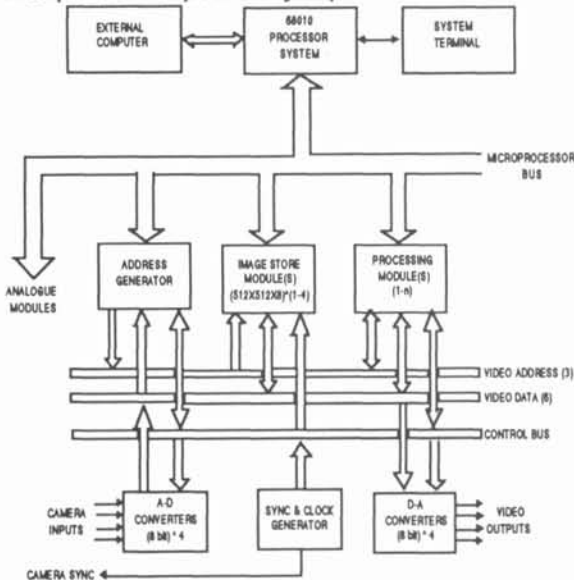 EXTERNAL
COMPUTER
68010
PROCESSOR
SYSTEM
SYSTEM
TERMINAL
MICROPROCESSOR
BUS
ADDRESS
GENERATOR
IMAGE STORE
MODULE(S)
(512X512X8)*(1-4)
PROCESSING
MODULE(S)
(1-n)
ANALOGUE
MODULES
VIDEO ADDRESS (3)
VIDEO DATA (6)
CONTROL BUS
CAMERA
INPUTS
A-D
CONVERTERS
(8 bit) * 4
SYNC & CLOCK
GENERATOR
D-A
CONVERTERS
(8 bit) * 4
VIDEO
OUTPUTS
CAMERA SYNC